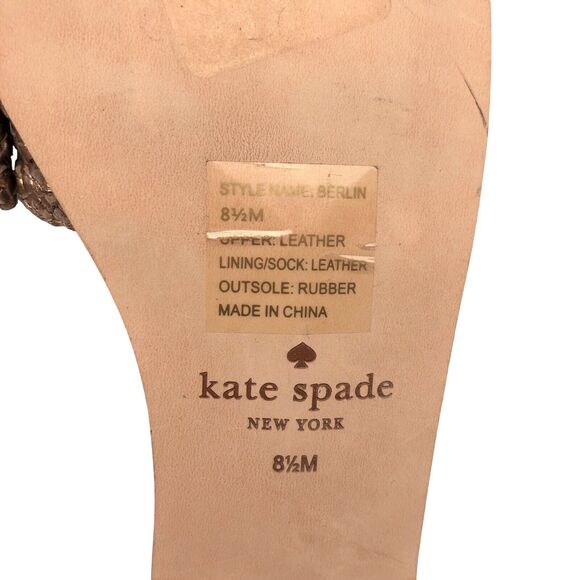 STYLE NAME: BERLIN
8½M
UPPER: LEATHER
LINING/SOCK: LEATHER
OUTSOLE: RUBBER
MADE IN CHINA
kate spade
NEW YORK
8½M